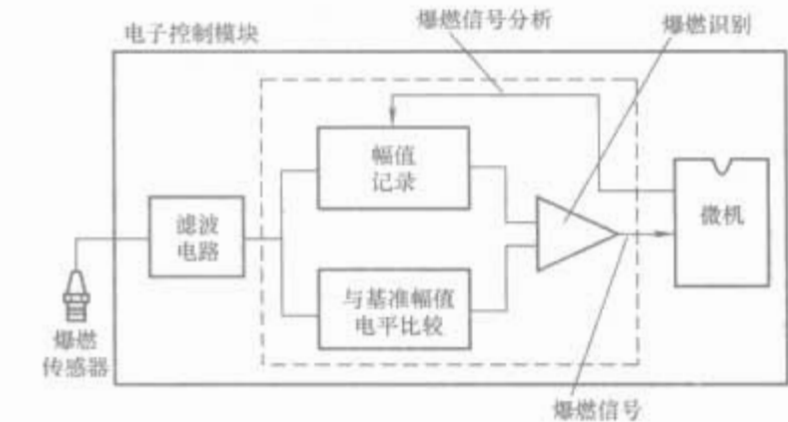 爆燃信号分析
爆燃识别
电子控制模块
幅值
记录
滤波
电路
微机
与基准幅值
电平比较
爆燃
传感器
爆燃信号